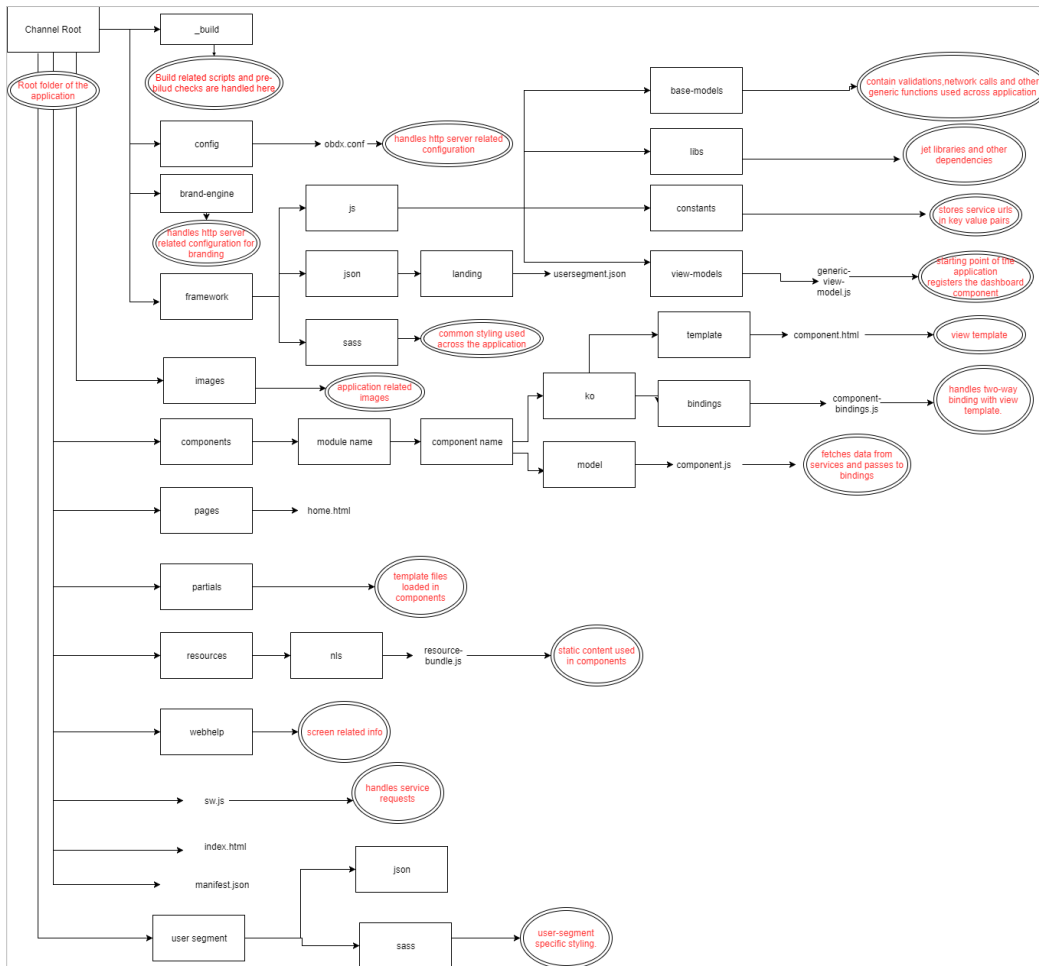 Channel Root
_build
Root folder of the
application
Build related scripts and pre-
bilud checks are handled here
base-models
contain validations,network calls and other
generic functions used across application
config
obdx.conf
handles http server related
configuration
libs
jet libraries and other
dependencies
brand-engine
js
constants
stores service urls
in key value pairs
handles http server
related configuration for
branding
framework
json
landing
usersegment.json
view-models
generic-
view-
model.js
starting point of the
application
registers the dashboard
component
sass
common styling used
across the application
template
component.html
view template
images
application related
images
ko
bindings
component-
bindings.js
handles two-way
binding with view
template.
components
module name
component name
model
component.js
fetches data from
services and passes to
bindings
pages
home.html
partials
template files
loaded in
components
resources
nls
resource-
bundle.js
static content used
in components
webhelp
screen related info
sw.js
handles service
requests
index.html
json
manifest.json
user segment
sass
user-segment
specific styling.